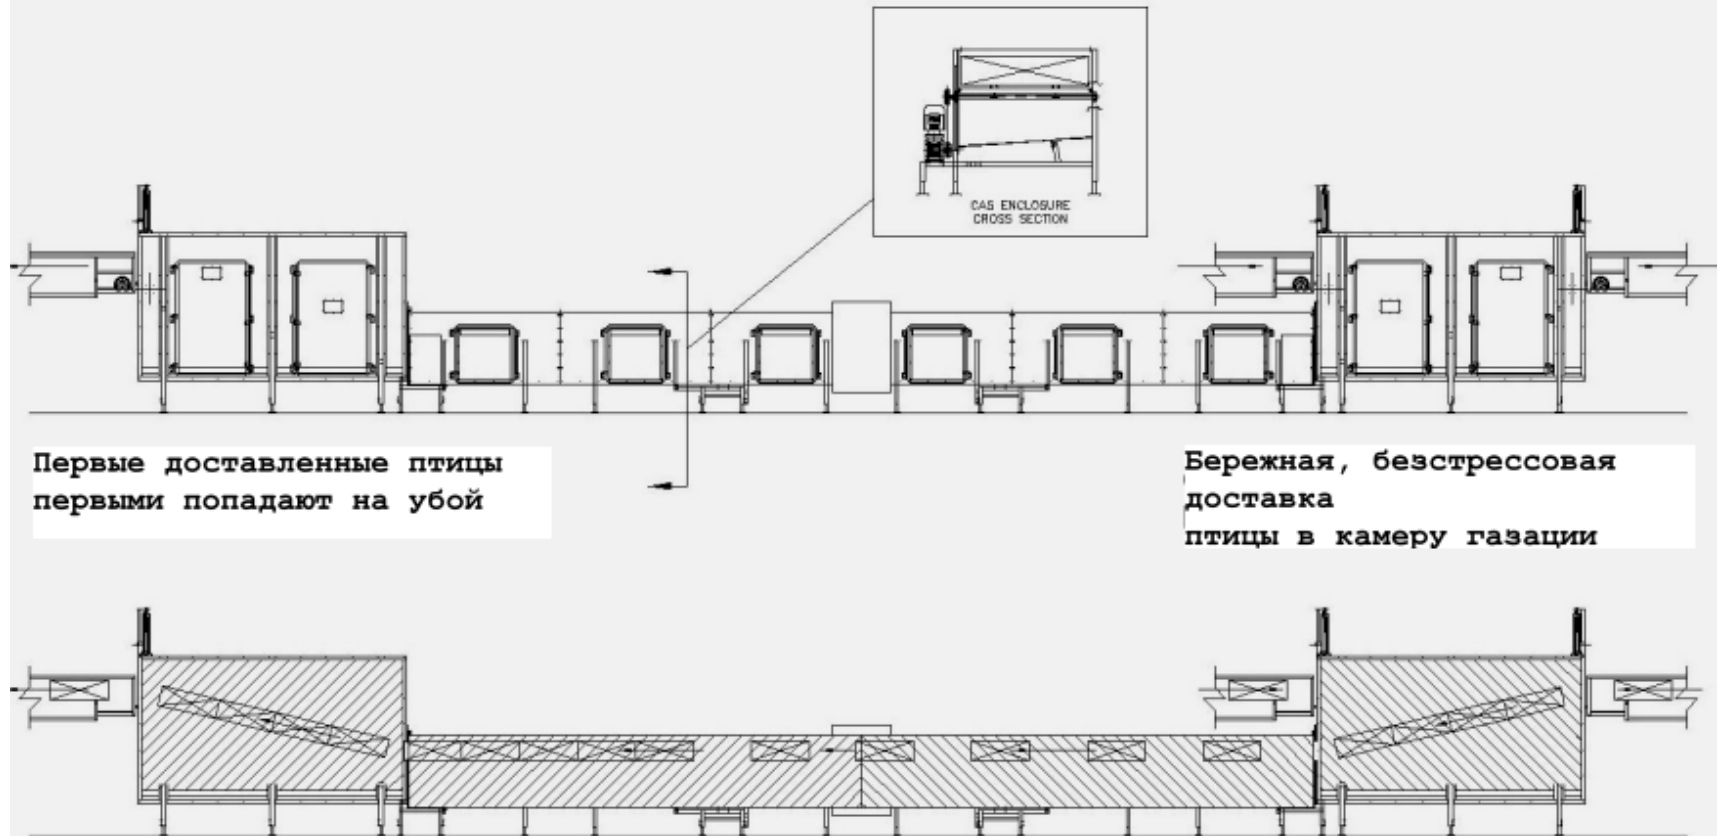 CAS ENCLOSURE
CROSS SECTION
Первые доставленные птицы
первыми попадают на убой
Бережная, безстрессовая
доставка
птицы в камеру газации